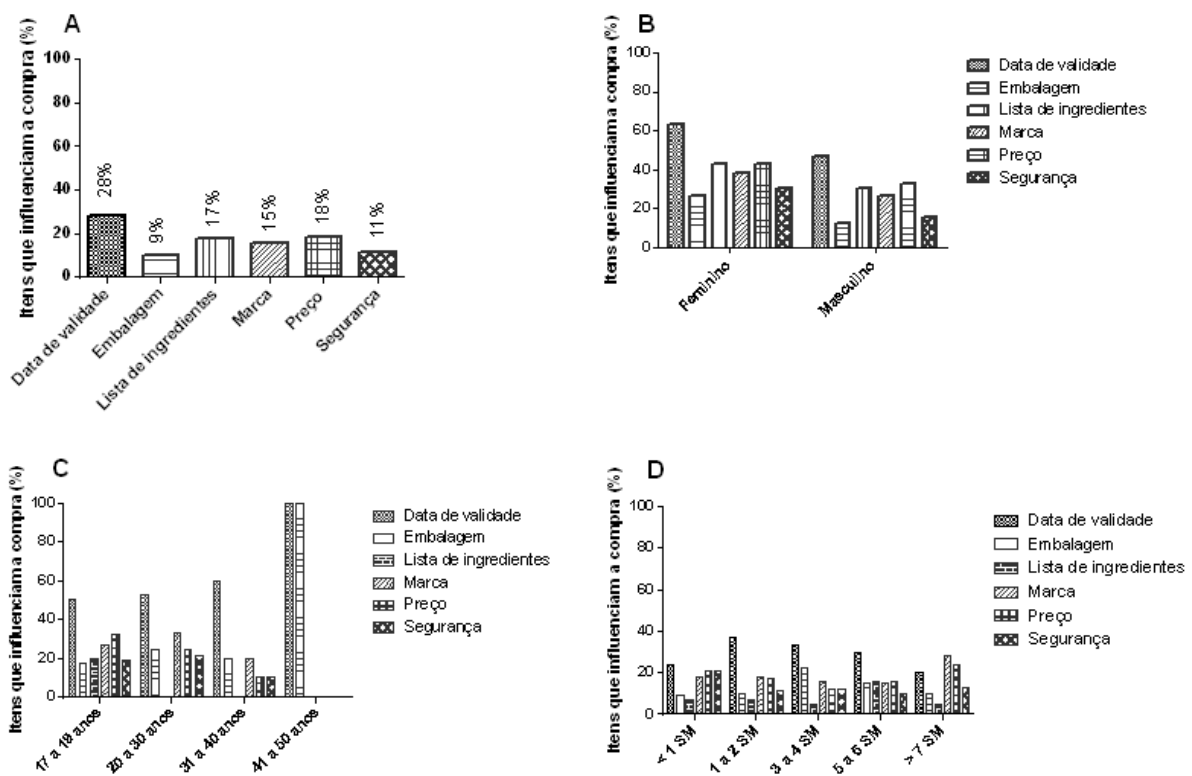 A
Itens que influenciam a compra (%)
100
80
60
40
20
0
28%
9%
17%
15%
18%
11%
Data de validade
Embalagem
Lista de ingredientes
Marca
Preço
Segurança
B
Itens que influenciam a compra (%)
100
80
60
40
20
0
Feminino
Masculino
Data de validade
Embalagem
Lista de ingredientes
Marca
Preço
Segurança
C
Itens que influenciam a compra (%)
100
80
60
40
20
0
17 a 19 anos
20 a 30 anos
31 a 40 anos
41 a 50 anos
Data de validade
Embalagem
Lista de ingredientes
Marca
Preço
Segurança
D
Itens que influenciam a compra (%)
100
80
60
40
20
0
< 1 SM
1 a 2 SM
3 a 4 SM
5 a 6 SM
> 7 SM
Data de validade
Embalagem
Lista de ingredientes
Marca
Preço
Segurança